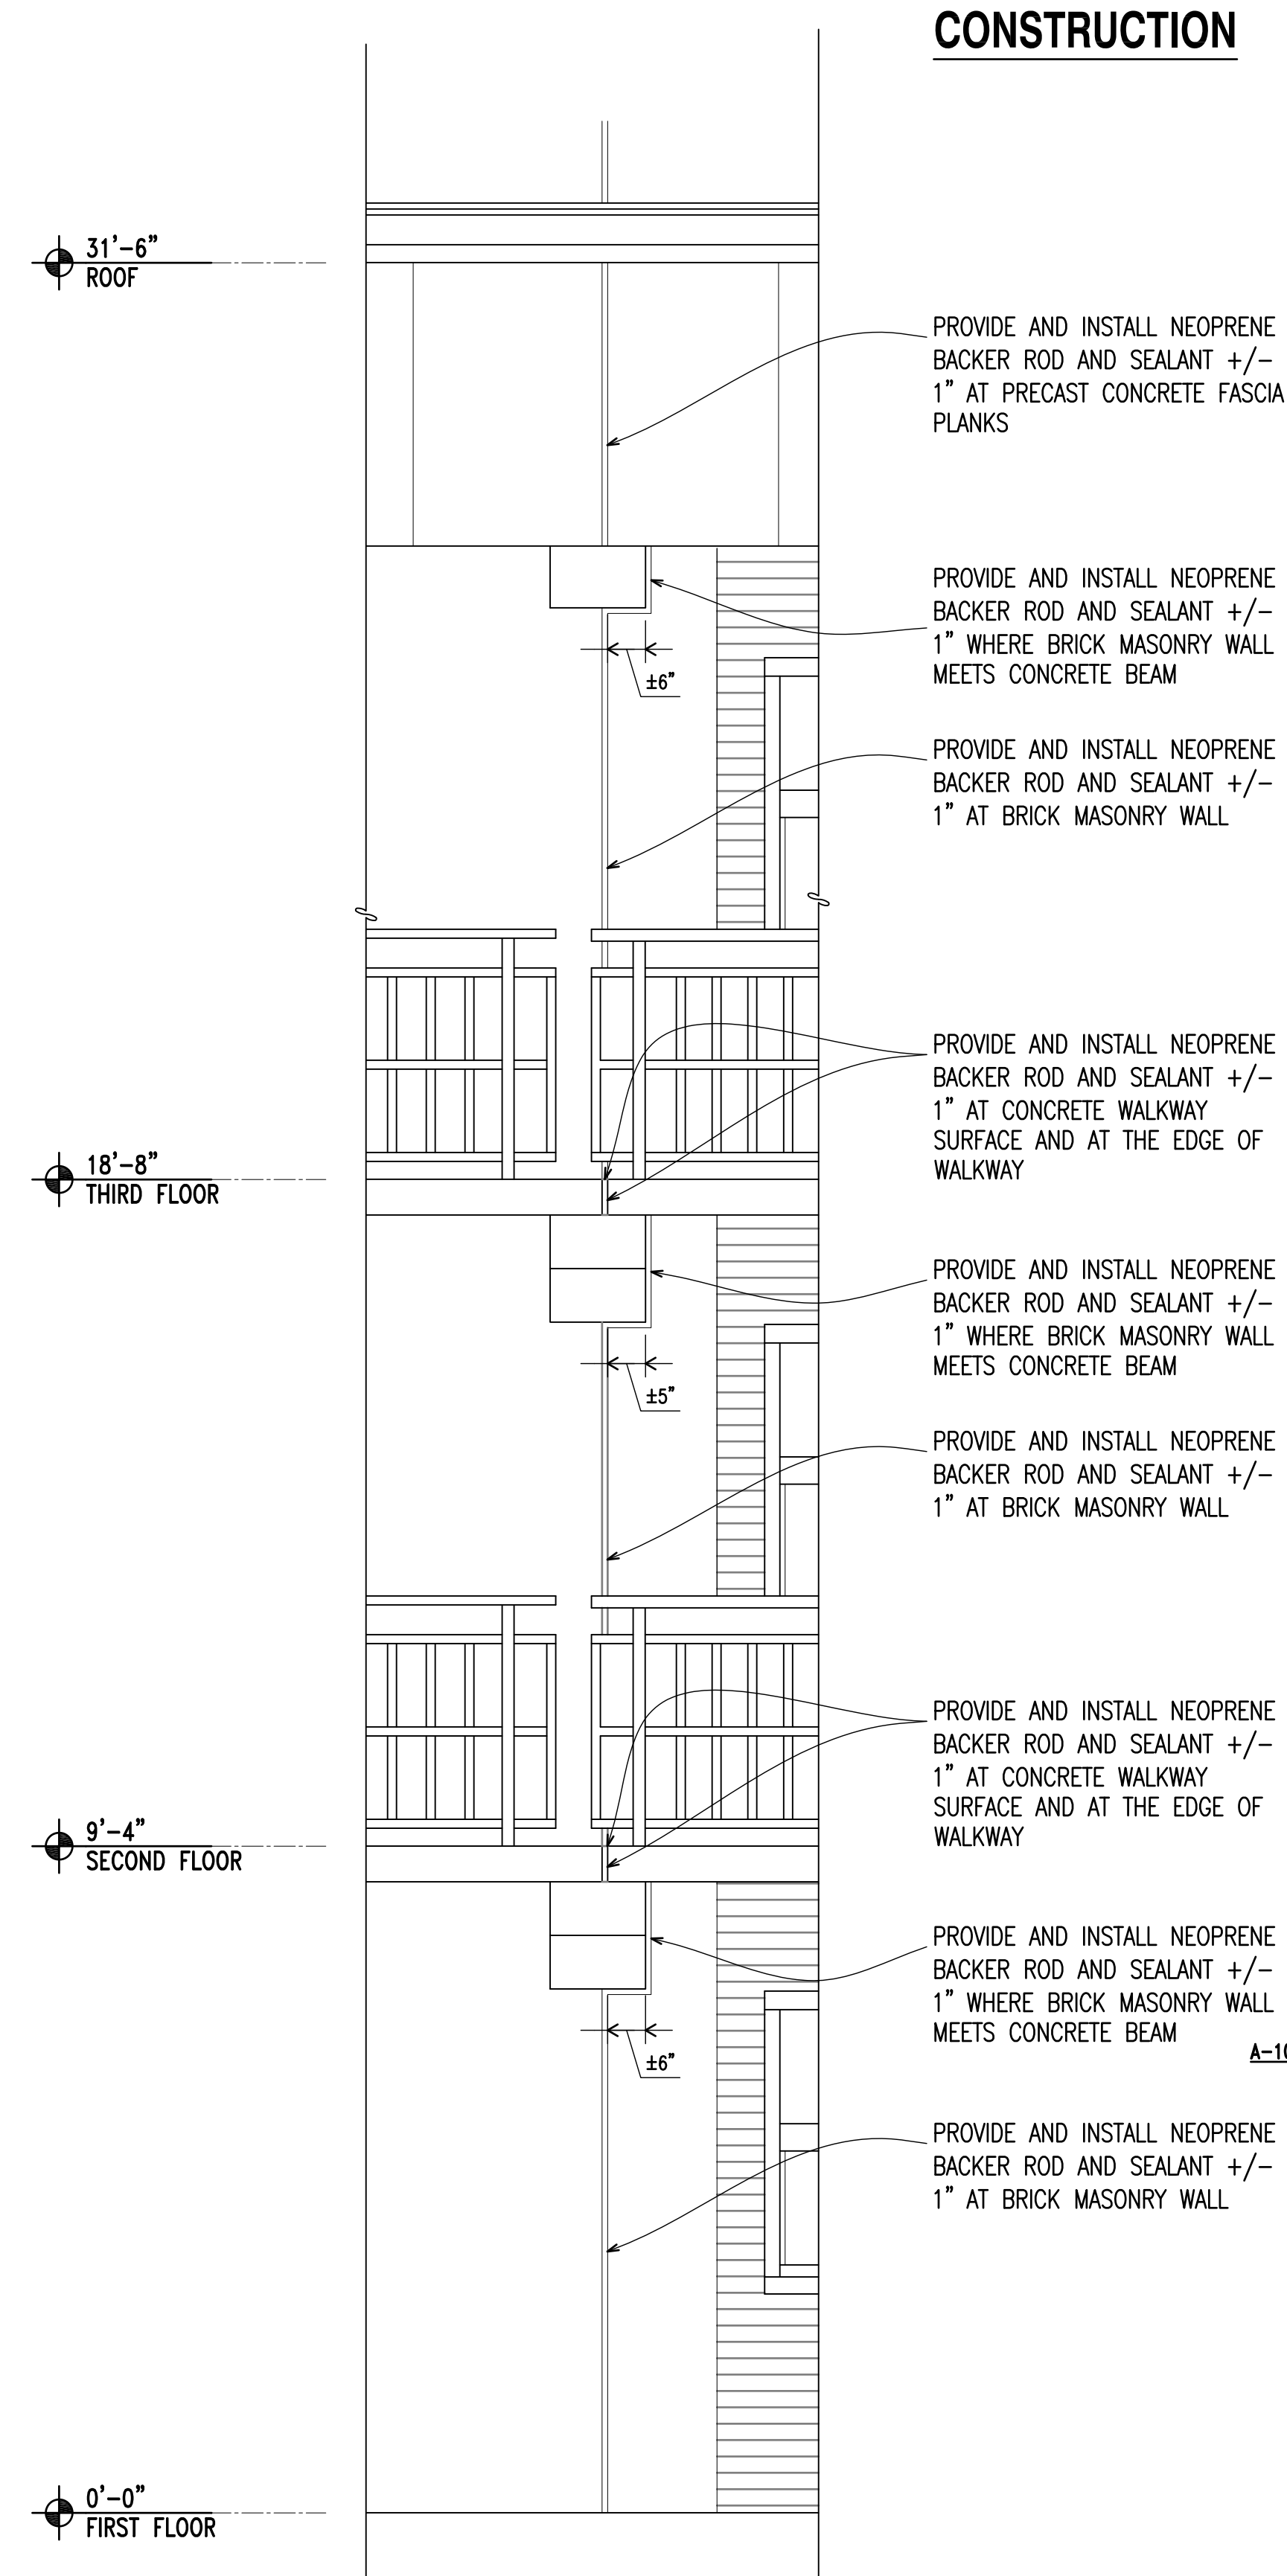 CONSTRUCTION
31'-6"
ROOF
PROVIDE AND INSTALL NEOPRENE
BACKER ROD AND SEALANT +/-
1" AT PRECAST CONCRETE FASCIA
PLANKS
PROVIDE AND INSTALL NEOPRENE
BACKER ROD AND SEALANT +/-
1" WHERE BRICK MASONRY WALL
MEETS CONCRETE BEAM
±6"
PROVIDE AND INSTALL NEOPRENE
BACKER ROD AND SEALANT +/-
1" AT BRICK MASONRY WALL
PROVIDE AND INSTALL NEOPRENE
BACKER ROD AND SEALANT +/-
1" AT CONCRETE WALKWAY
SURFACE AND AT THE EDGE OF
WALKWAY
18'-8"
THIRD FLOOR
PROVIDE AND INSTALL NEOPRENE
BACKER ROD AND SEALANT +/-
1" WHERE BRICK MASONRY WALL
MEETS CONCRETE BEAM
±5"
PROVIDE AND INSTALL NEOPRENE
BACKER ROD AND SEALANT +/-
1" AT BRICK MASONRY WALL
PROVIDE AND INSTALL NEOPRENE
BACKER ROD AND SEALANT +/-
1" AT CONCRETE WALKWAY
SURFACE AND AT THE EDGE OF
WALKWAY
9'-4"
SECOND FLOOR
PROVIDE AND INSTALL NEOPRENE
BACKER ROD AND SEALANT +/-
1" WHERE BRICK MASONRY WALL
MEETS CONCRETE BEAM
±6"
PROVIDE AND INSTALL NEOPRENE
BACKER ROD AND SEALANT +/-
1" AT BRICK MASONRY WALL
0'-0"
FIRST FLOOR